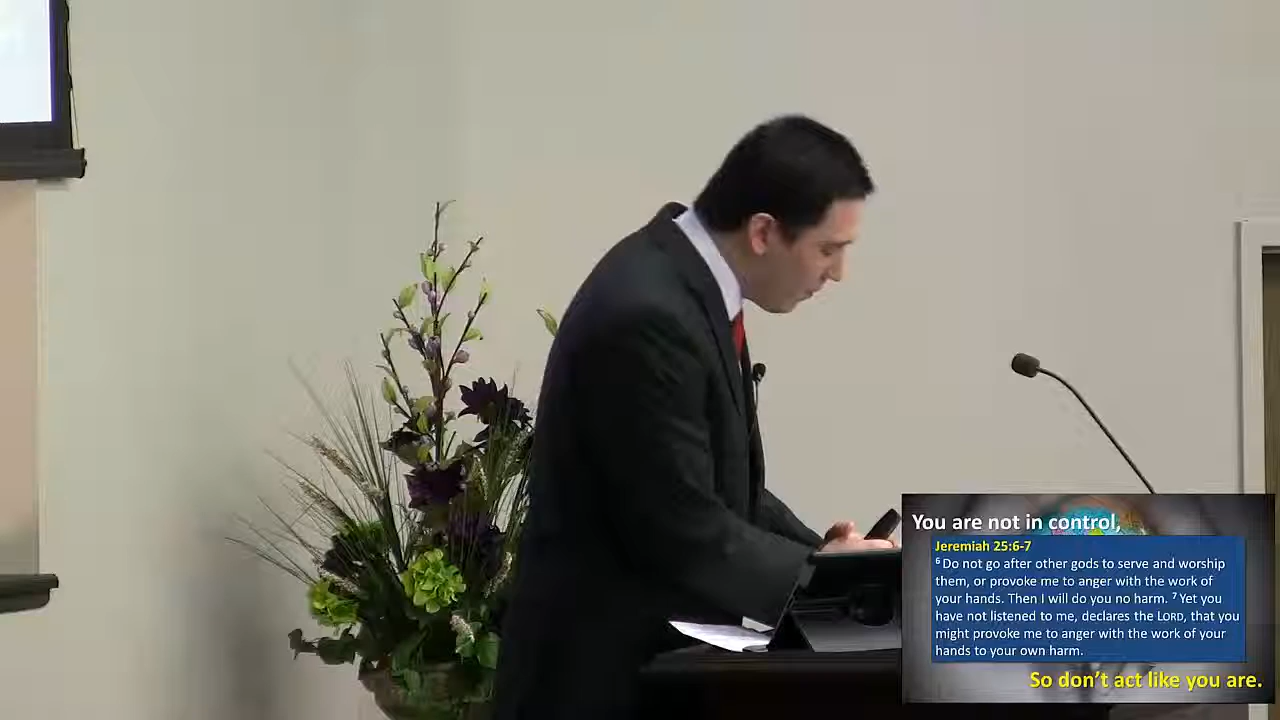 You are not in control,
Jeremiah 25:6-7
6 Do not go after other gods to serve and worship
them, or provoke me to anger with the work of
your hands. Then I will do you no harm. 7 Yet you
have not listened to me, declares the LORD, that you
might provoke me to anger with the work of your
hands to your own harm.
So don't act like you are.